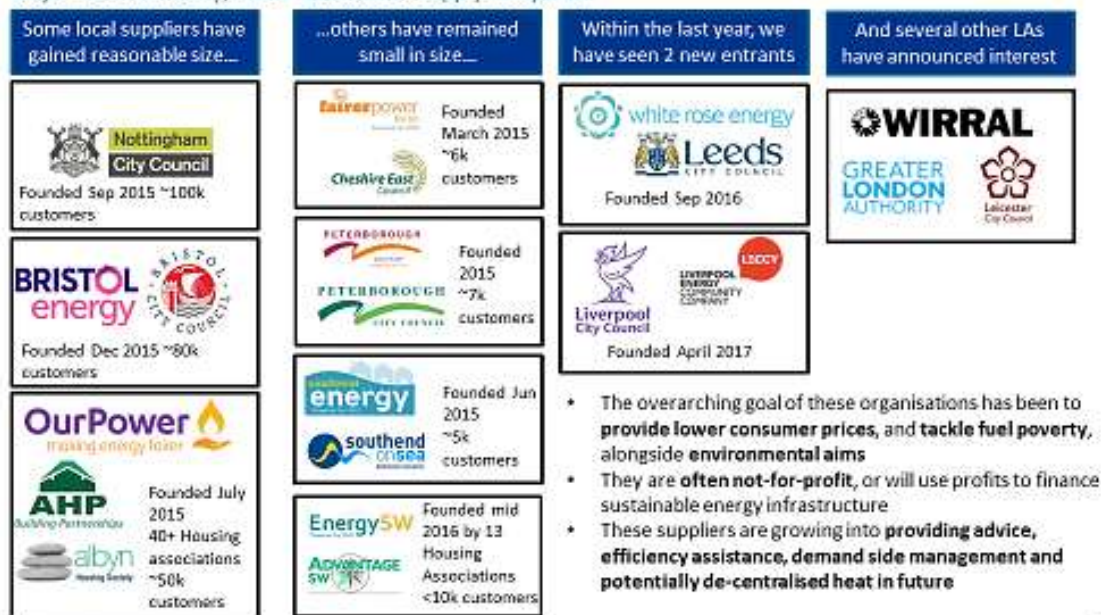 Some local suppliers have
gained reasonable size...
Nottingham
City Council
Founded Sep 2015 ~100k
customers
BRISTOL
energy
BRISTOL
CITY COUNCIL
Founded Dec 2015 ~80k
customers
OurPower
making energy fairer
AHP
Building Partnerships
albyn
Housing Society
Founded July
2015
40+ Housing
associations
~50k
customers
...others have remained
small in size...
fairerpower
Cheshire East
Council
Founded
March 2015
~6k
customers
PETERBOROUGH
PETERBOROUGH
CITY COUNCIL
Founded
2015
~7k
customers
energy
southend
on sea
Founded Jun
2015
~5k
customers
EnergySW
ADVANTAGE
SW
Founded mid
2016 by 13
Housing
Associations
<10k customers
Within the last year, we
have seen 2 new entrants
white rose energy
Leeds
CITY COUNCIL
Founded Sep 2016
Liverpool
City Council
LIVERPOOL
ENERGY
COMMUNITY
COMPANY
LECCY
Founded April 2017
And several other LAs
have announced interest
WIRRAL
GREATER
LONDON
AUTHORITY
Leicester
City Council
• The overarching goal of these organisations has been to
provide lower consumer prices, and tackle fuel poverty,
alongside environmental aims
• They are often not-for-profit, or will use profits to finance
sustainable energy infrastructure
• These suppliers are growing into providing advice,
efficiency assistance, demand side management and
potentially de-centralised heat in future